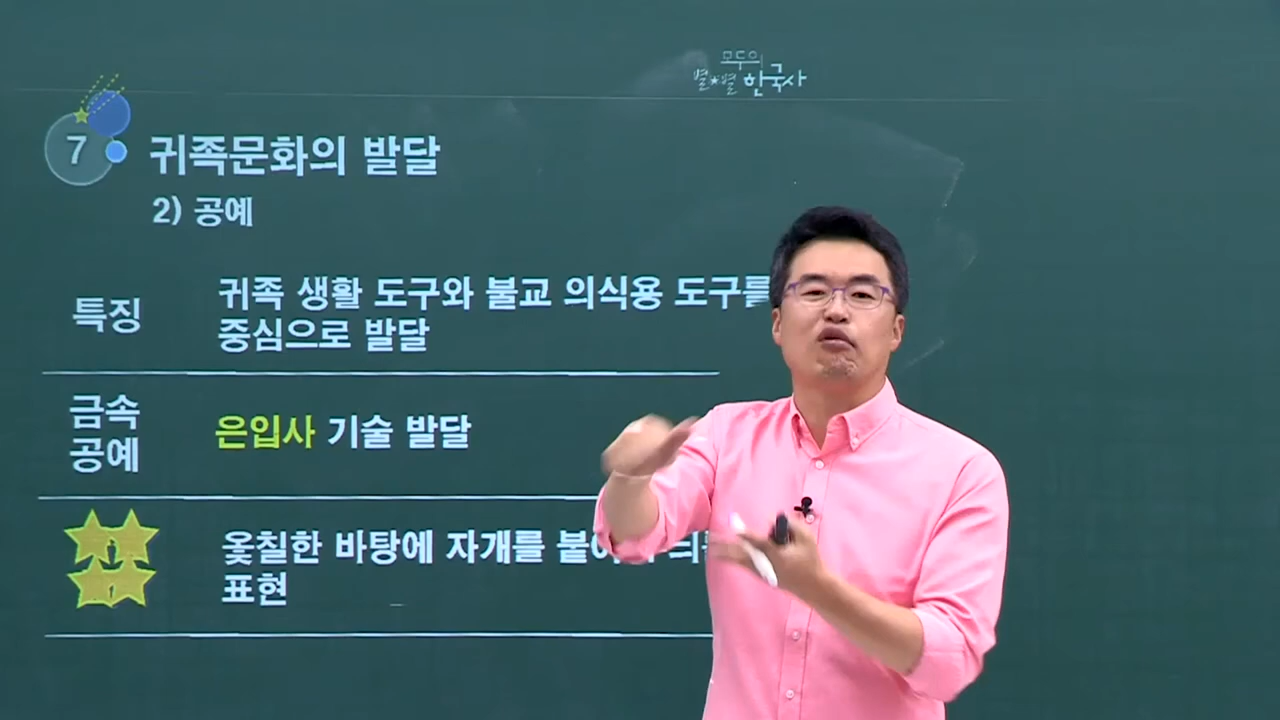 모두의
별★별 한국사
7
귀족문화의 발달
2) 공예
특징
귀족 생활 도구와 불교 의식용 도구를
중심으로 발달
금속
공예
은입사 기술 발달
옻칠한 바탕에 자개를
표현